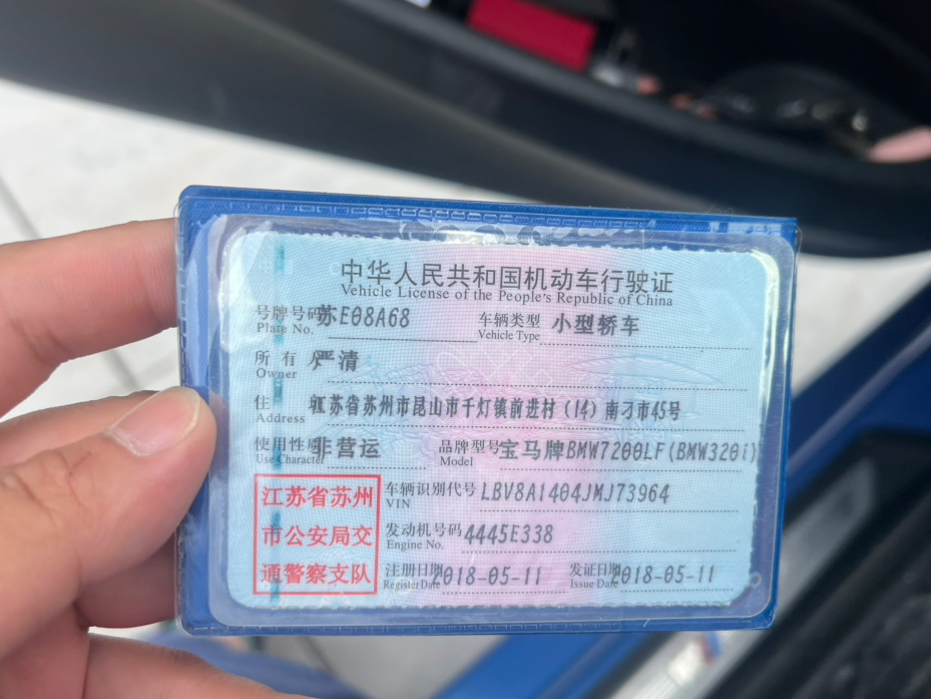 中华人民共和国机动车行驶证
Vehicle License of the People's Republic of China
号牌号码 苏E08A68 车辆类型 小型轿车
Plate No. Vehicle Type
所有人 严清
Owner
住址 江苏省苏州市昆山市千灯镇前进村(14)南刁市45号
Address
使用性质 非营运 品牌型号 宝马牌BMW7200LF(BMW320i)
Use Character Model
江苏省苏州 车辆识别代号 LBV8A1404JMJ73964
VIN
市公安局交 发动机号码 4445E338
Engine No.
通警察支队 注册日期 2018-05-11 发证日期 2018-05-11
Register Date Issue Date